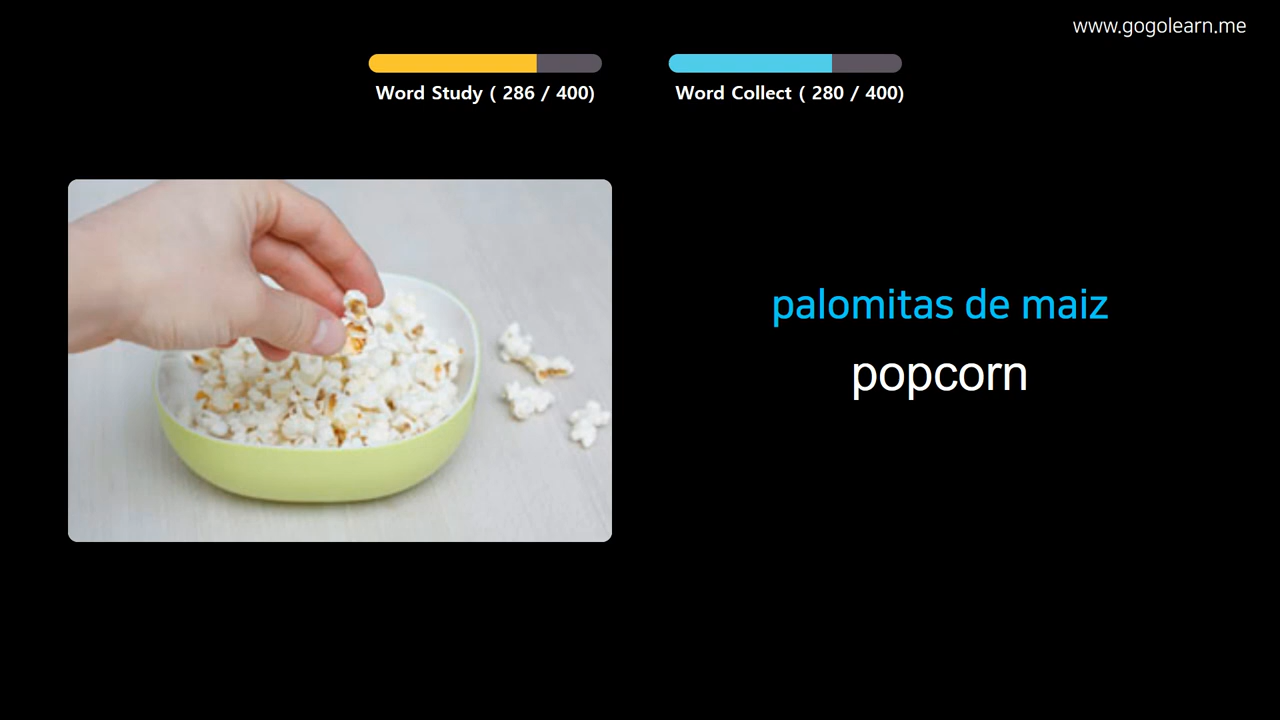 www.gogolearn.me
Word Study ( 286 / 400)
Word Collect ( 280 / 400)
palomitas de maiz
popcorn